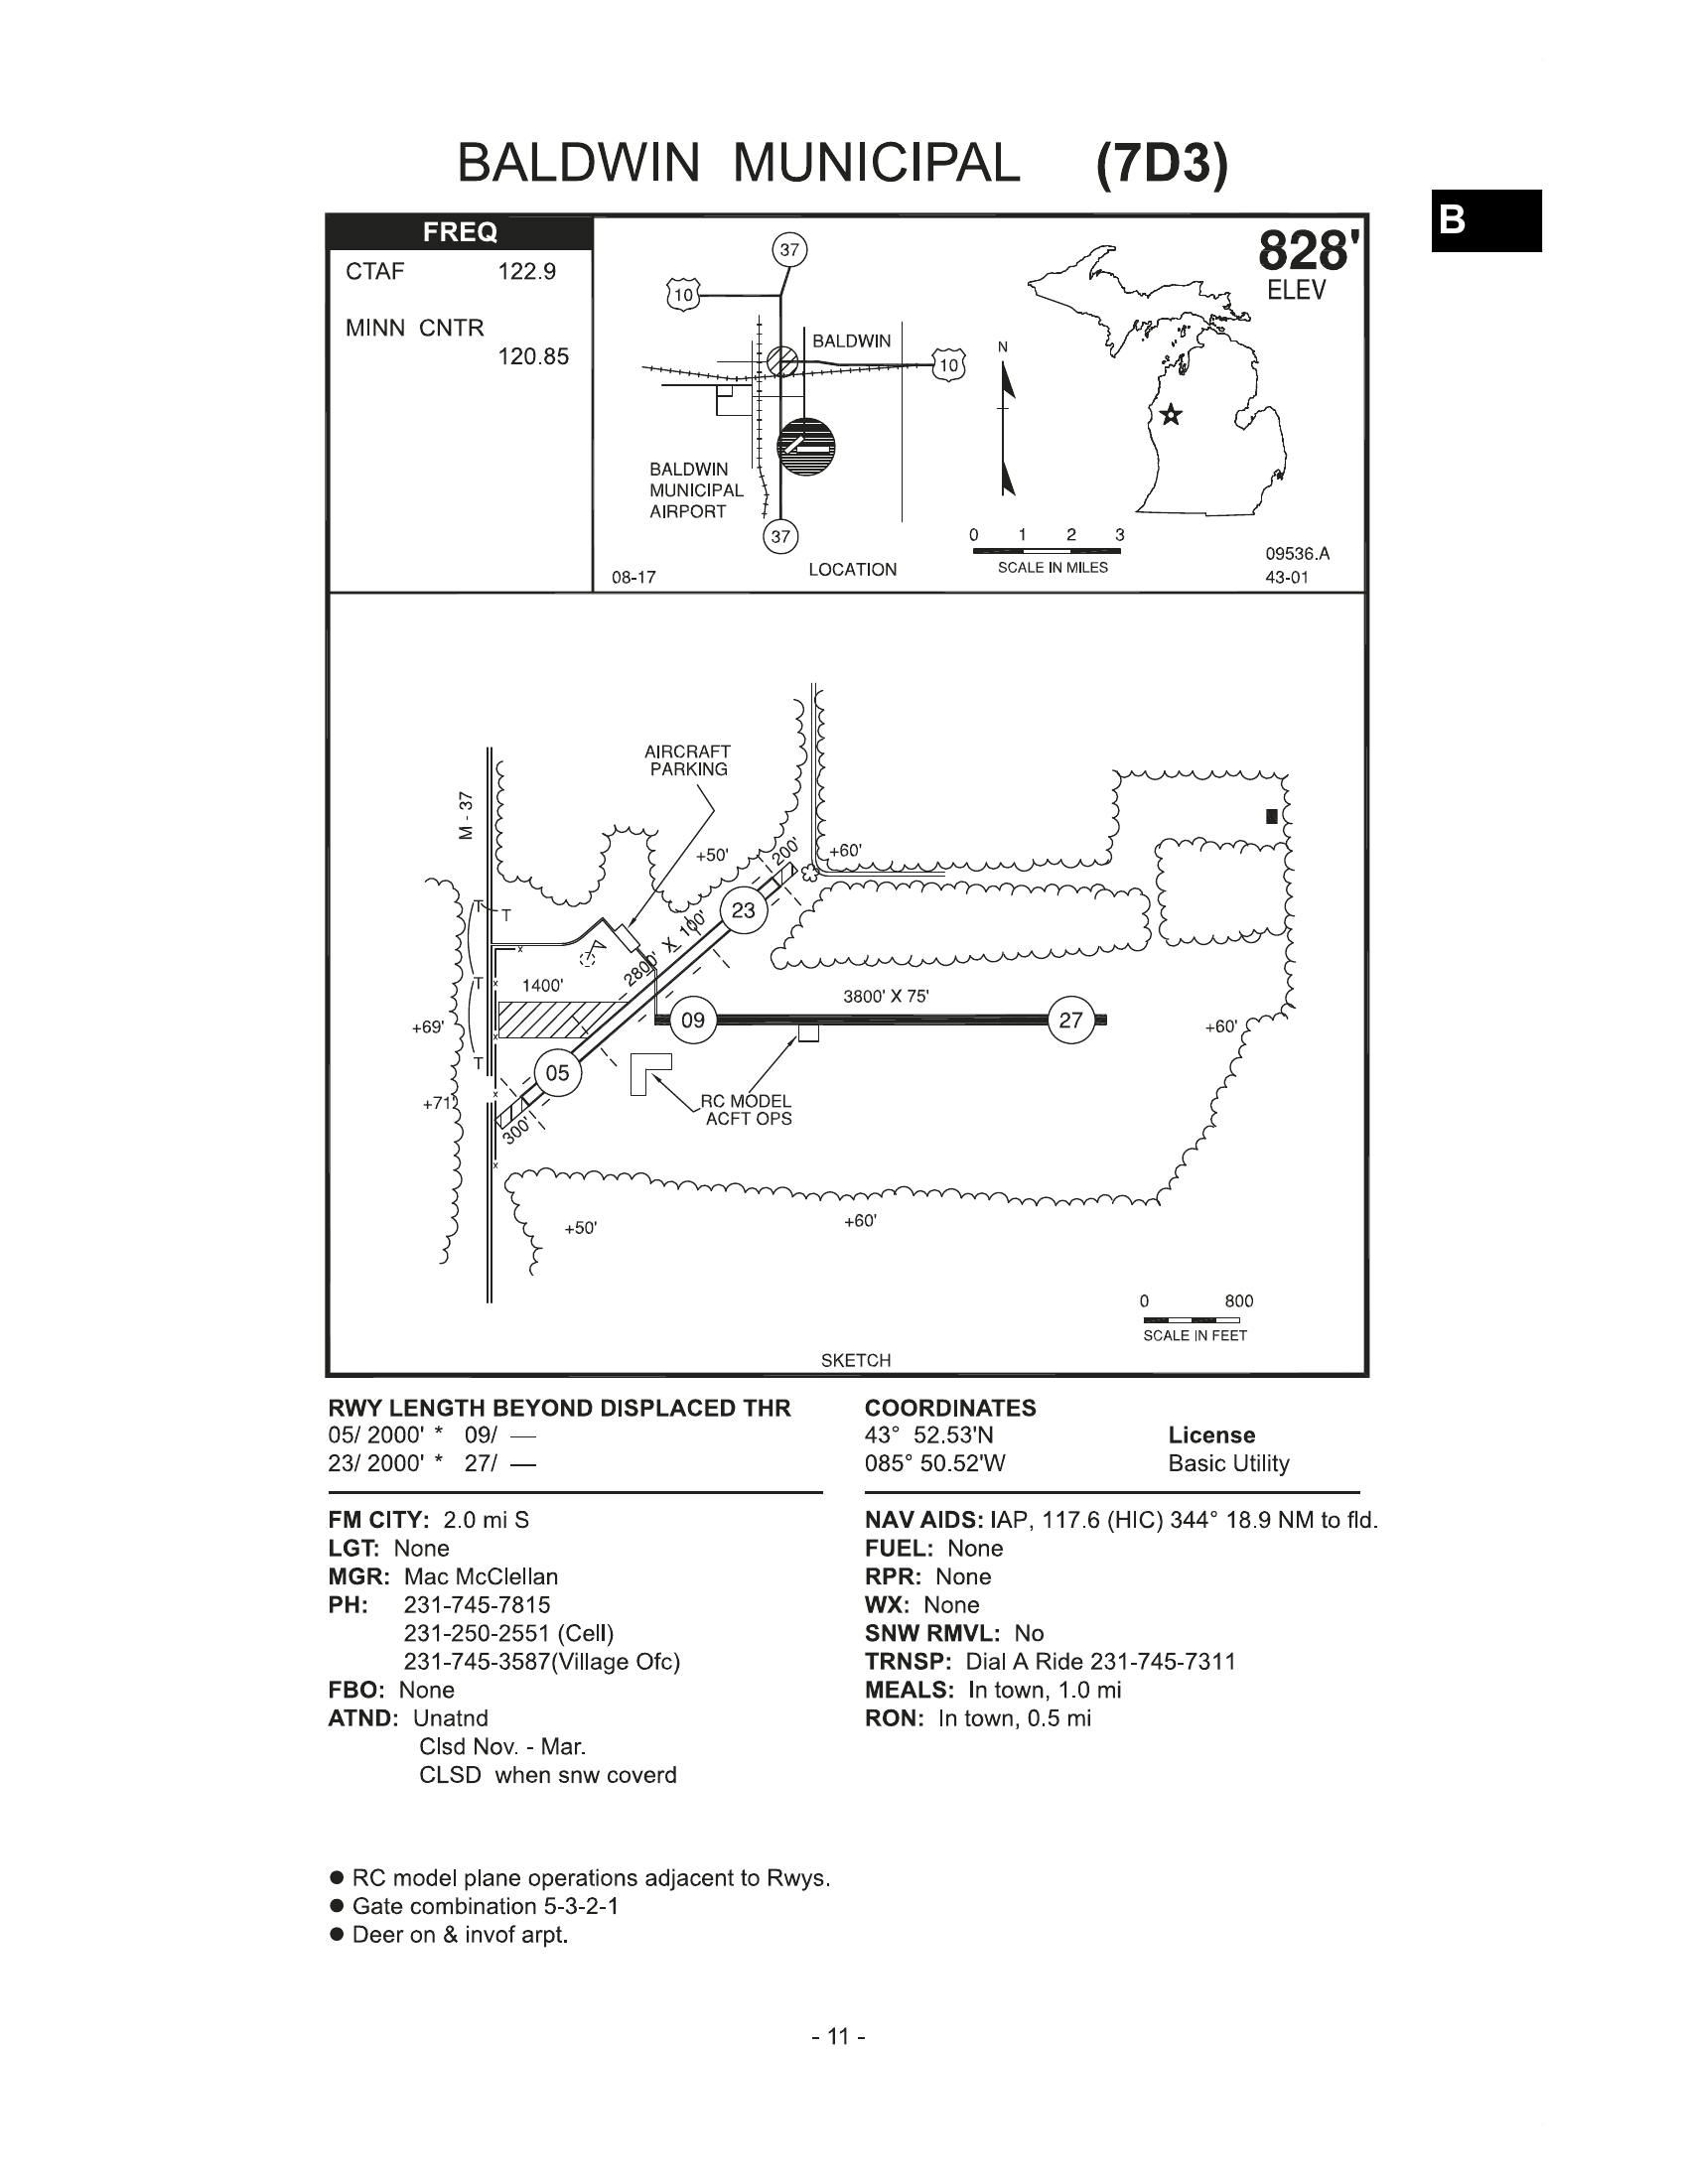 BALDWIN MUNICIPAL (7D3)
B
FREQ
CTAF 122.9
MINN CNTR
120.85
37
10
BALDWIN
10
BALDWIN
MUNICIPAL
AIRPORT
37
08-17
LOCATION
N
0 1 2 3
SCALE IN MILES
828'
ELEV
09536.A
43-01
AIRCRAFT
PARKING
M - 37
+50'
200'
+60'
23
T
T
2800' X 100'
x
T
x
1400'
3800' X 75'
09
27
+69'
+60'
x
T
05
x
+71'
RC MODEL
ACFT OPS
300'
x
+50'
+60'
0 800
SCALE IN FEET
SKETCH
RWY LENGTH BEYOND DISPLACED THR
05/ 2000' * 09/ —
23/ 2000' * 27/ —
COORDINATES
43° 52.53'N
085° 50.52'W
License
Basic Utility
FM CITY: 2.0 mi S
LGT: None
MGR: Mac McClellan
PH: 231-745-7815
231-250-2551 (Cell)
231-745-3587(Village Ofc)
FBO: None
ATND: Unatnd
Clsd Nov. - Mar.
CLSD when snw coverd
NAV AIDS: IAP, 117.6 (HIC) 344° 18.9 NM to fld.
FUEL: None
RPR: None
WX: None
SNW RMVL: No
TRNSP: Dial A Ride 231-745-7311
MEALS: In town, 1.0 mi
RON: In town, 0.5 mi
● RC model plane operations adjacent to Rwys.
● Gate combination 5-3-2-1
● Deer on & invof arpt.
- 11 -